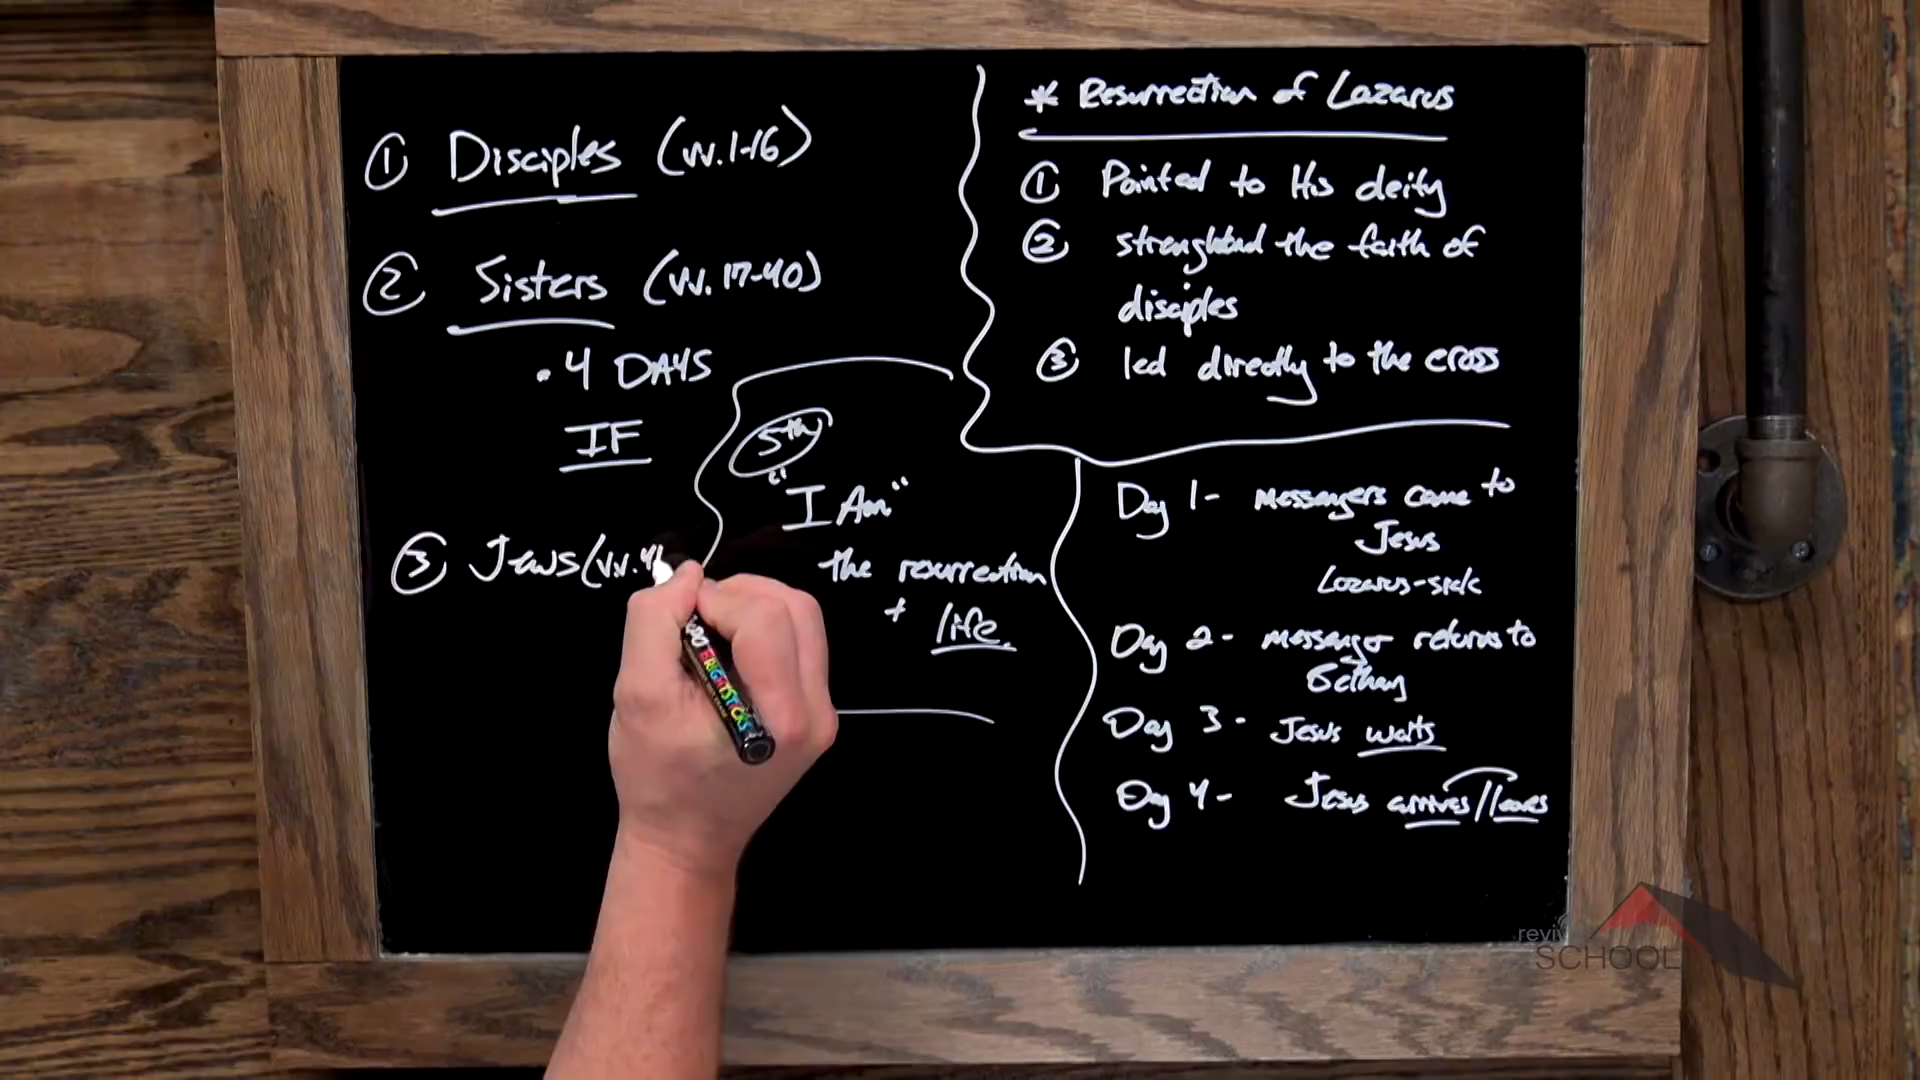 ① Disciples (vv.1-16)
② Sisters (vv. 17-40)
• 4 DAYS
IF
③ Jews (vv.41
5th
"I Am"
the resurrection
+ life.
* Resurrection of Lazarus
① Pointed to His deity
② the faith of
disciples
③ led directly to the cross
Day 1- messengers came to
Jesus
Lazarus-sick
Day 2- messenger returns to
Bethany
Day 3- Jesus waits
Day 4- Jesus arrives/leaves
BRIGHTSTICKS
reviv
SCHOOL